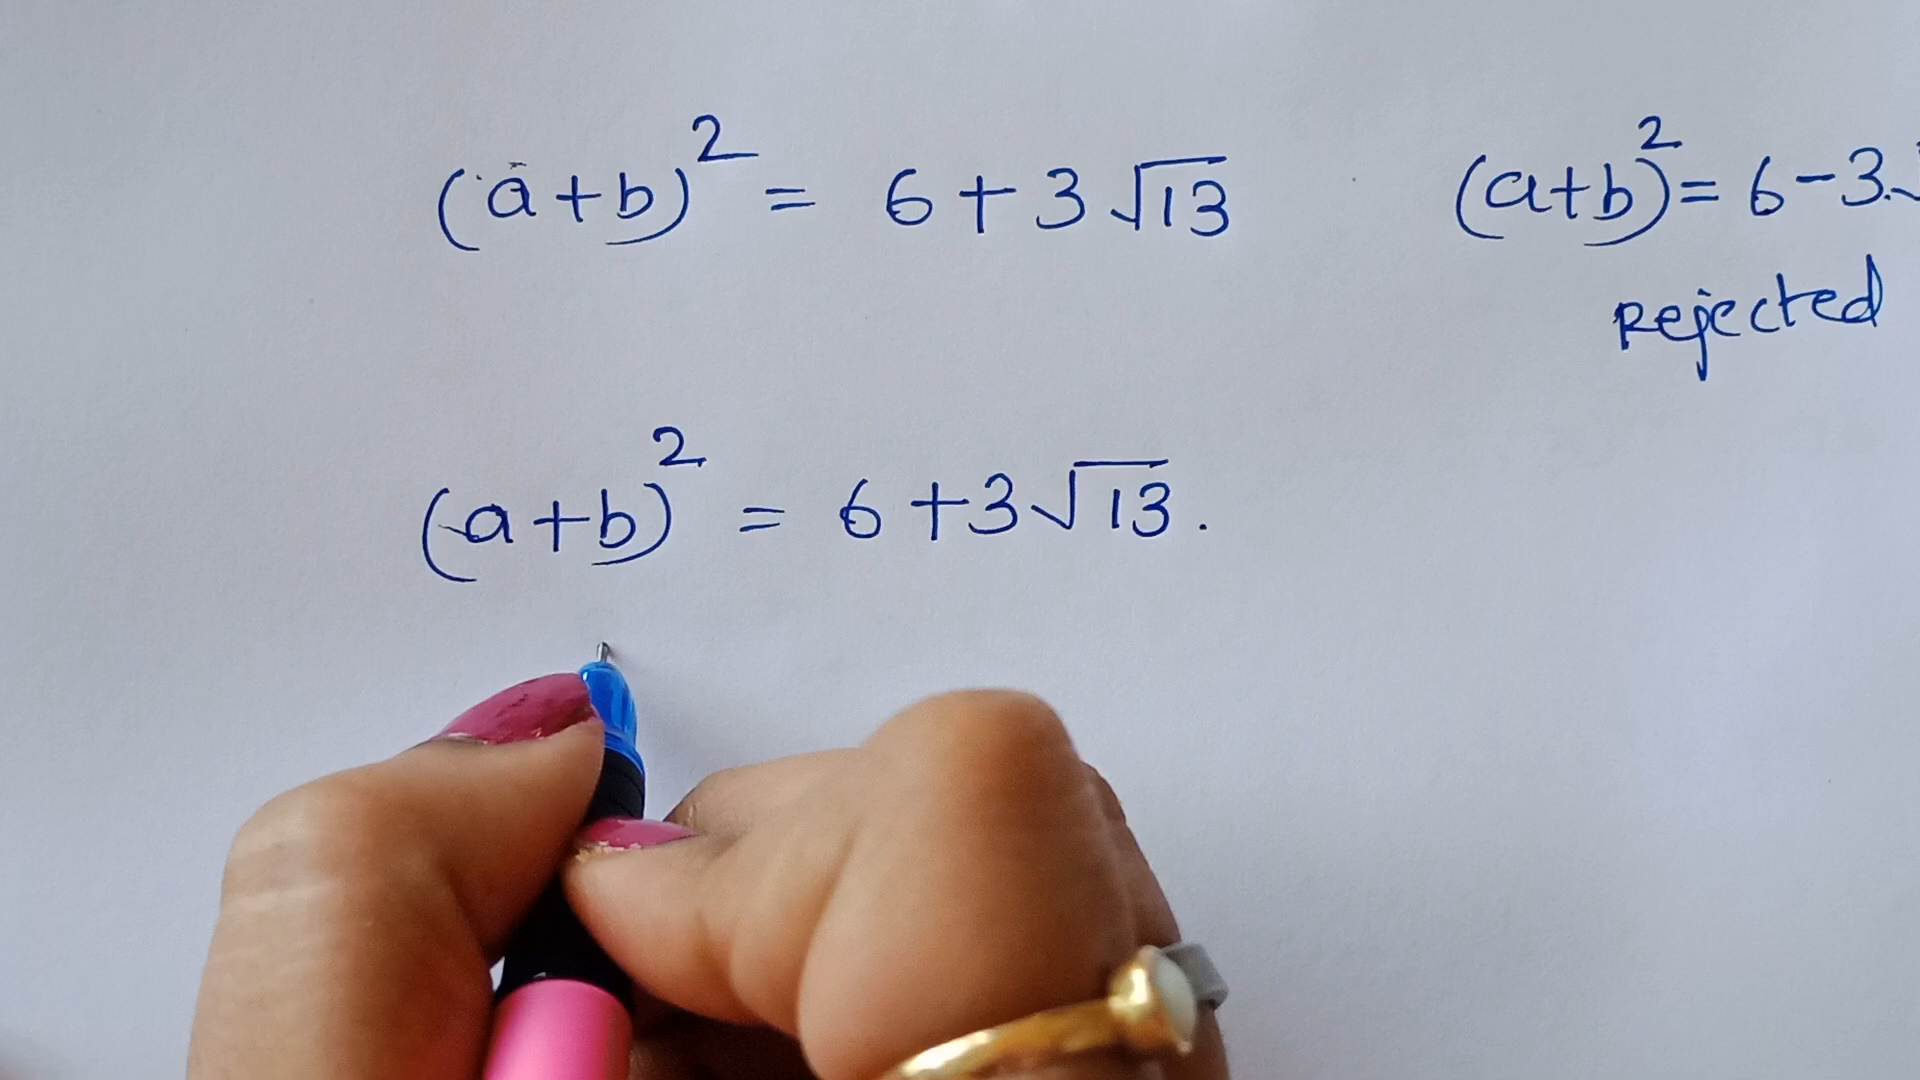 (a+b)² = 6+3√13
(a+b)² = 6-3√
Rejected
(a+b)² = 6+3√13.